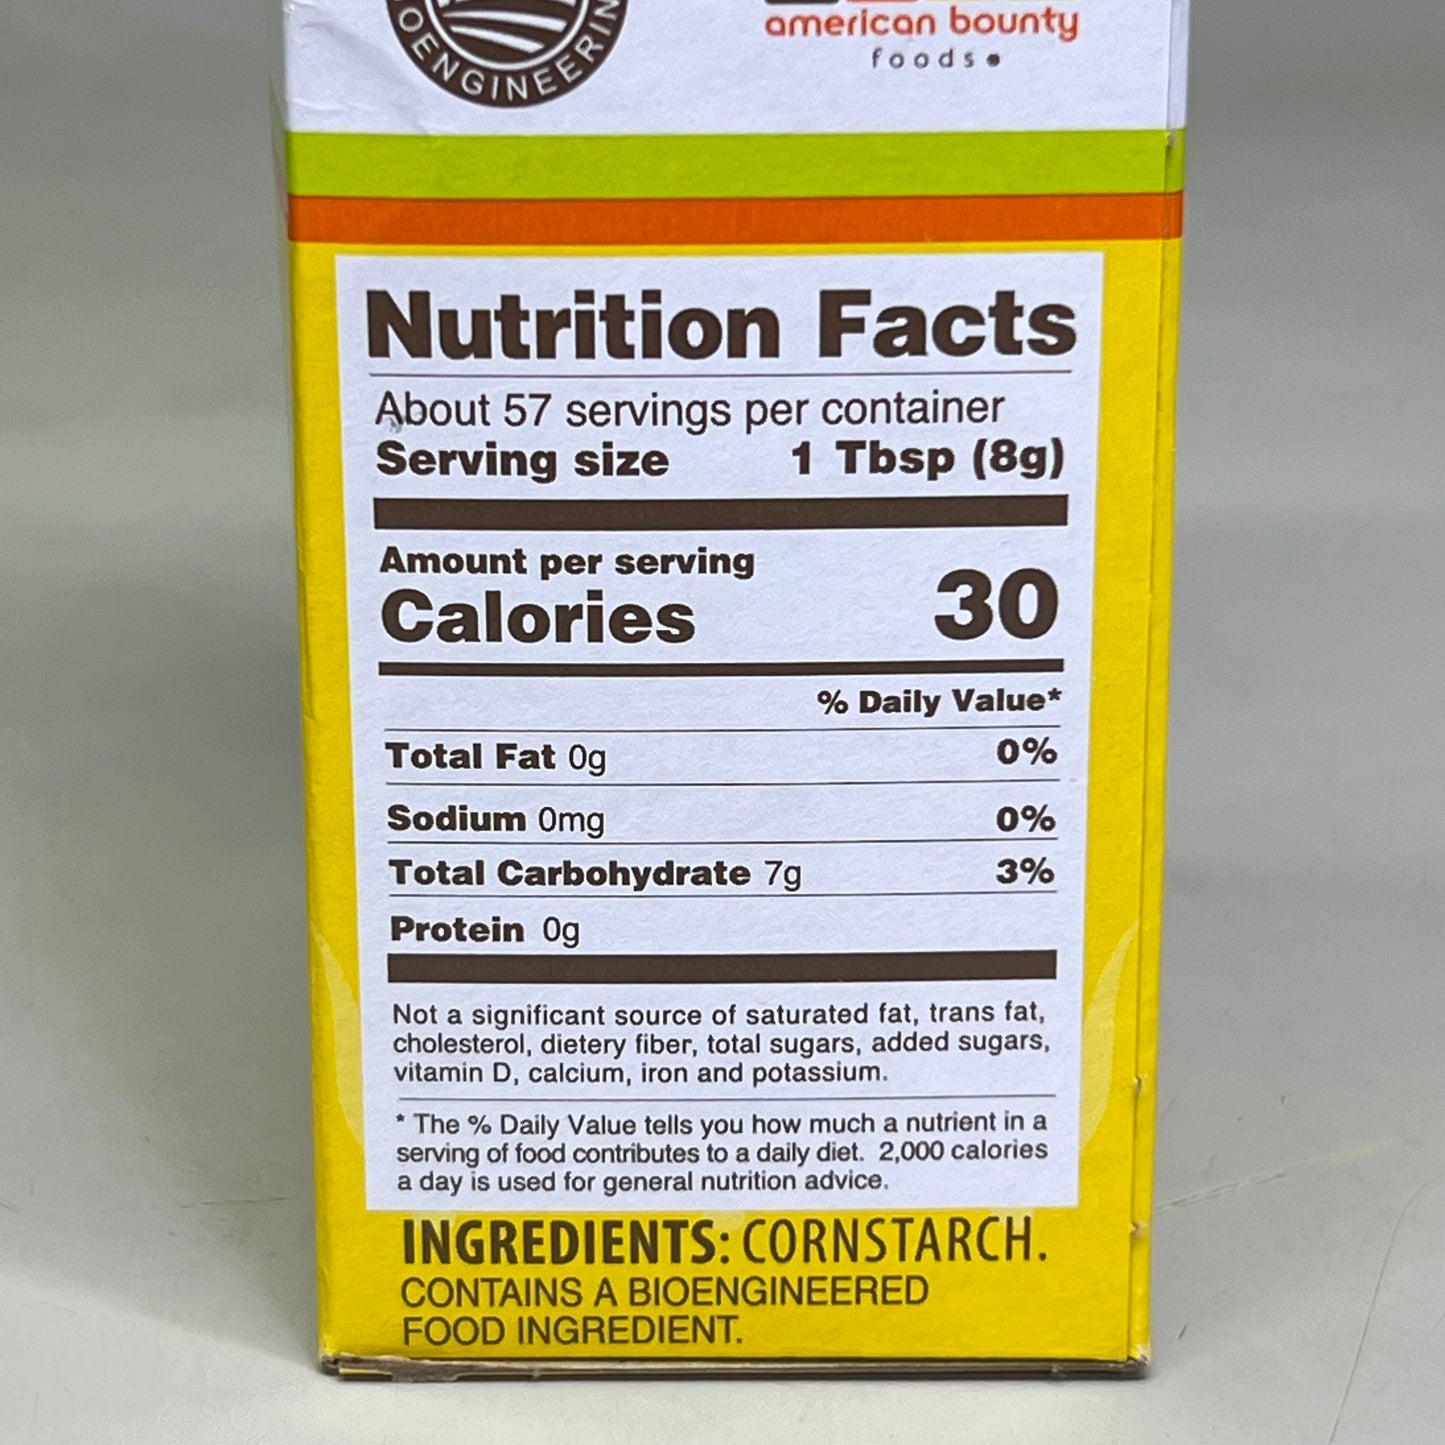 american bounty
foods
Nutrition Facts
About 57 servings per container
Serving size 1 Tbsp (8g)
Amount per serving
Calories 30
% Daily Value*
Total Fat 0g 0%
Sodium 0mg 0%
Total Carbohydrate 7g 3%
Protein 0g
Not a significant source of saturated fat, trans fat,
cholesterol, dietery fiber, total sugars, added sugars,
vitamin D, calcium, iron and potassium.
* The % Daily Value tells you how much a nutrient in a
serving of food contributes to a daily diet. 2,000 calories
a day is used for general nutrition advice.
INGREDIENTS: CORNSTARCH.
CONTAINS A BIOENGINEERED
FOOD INGREDIENT.